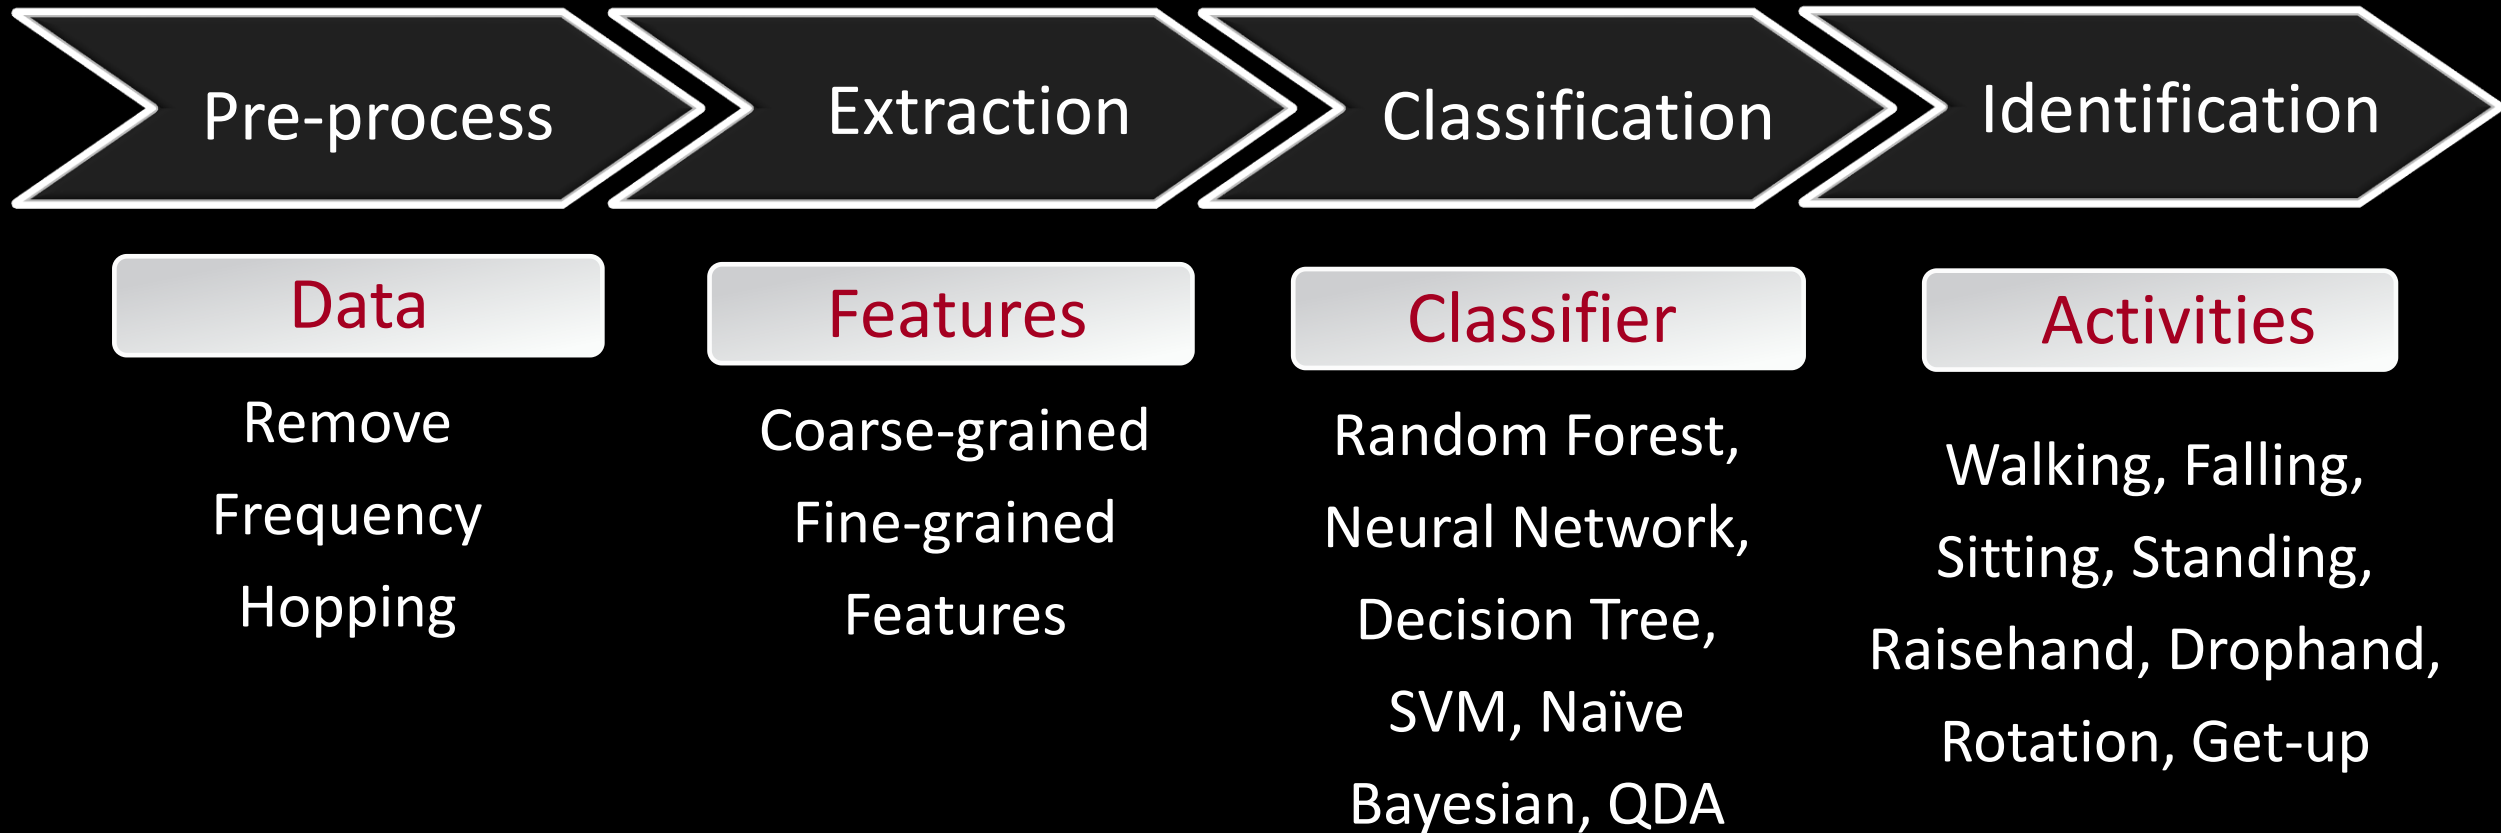 Pre-process
Extraction
Classification
Identification
Data
Remove
Frequency
Hopping
Features
Coarse-grained
Fine-grained
Features
Classifier
Random Forest,
Neural Network,
Decision Tree,
SVM, Naïve
Bayesian, QDA
Activities
Walking, Falling,
Sitting, Standing,
Raisehand, Drophand,
Rotation, Get-up